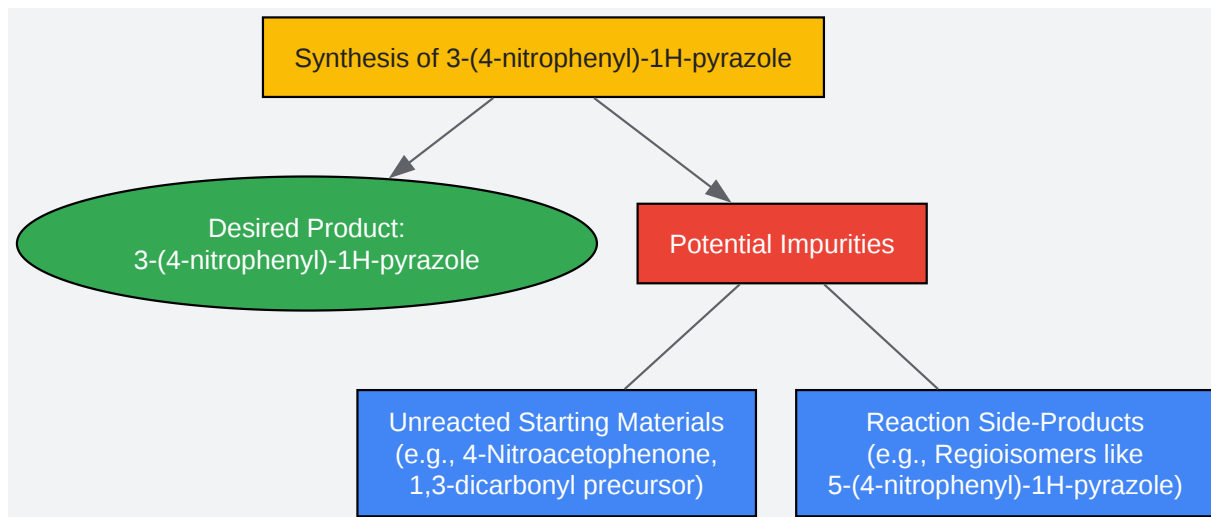 Synthesis of 3-(4-nitrophenyl)-1H-pyrazole
Desired Product:
3-(4-nitrophenyl)-1H-pyrazole
Potential Impurities
Unreacted Starting Materials
(e.g., 4-Nitroacetophenone,
1,3-dicarbonyl precursor)
Reaction Side-Products
(e.g., Regioisomers like
5-(4-nitrophenyl)-1H-pyrazole)